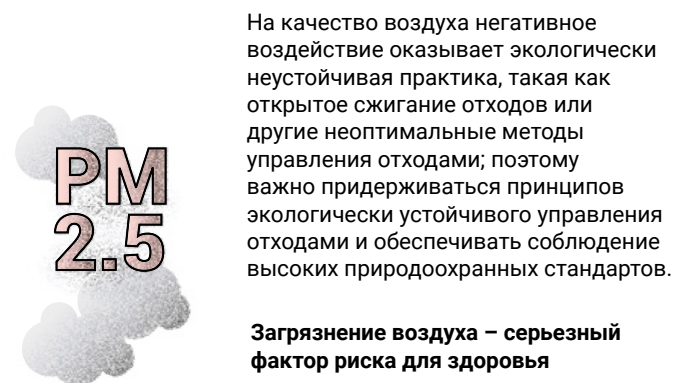 На качество воздуха негативное
воздействие оказывает экологически
неустойчивая практика, такая как
открытое сжигание отходов или
другие неоптимальные методы
управления отходами; поэтому
важно придерживаться принципов
экологически устойчивого управления
отходами и обеспечивать соблюдение
высоких природоохранных стандартов.
PM
2.5
Загрязнение воздуха – серьезный
фактор риска для здоровья